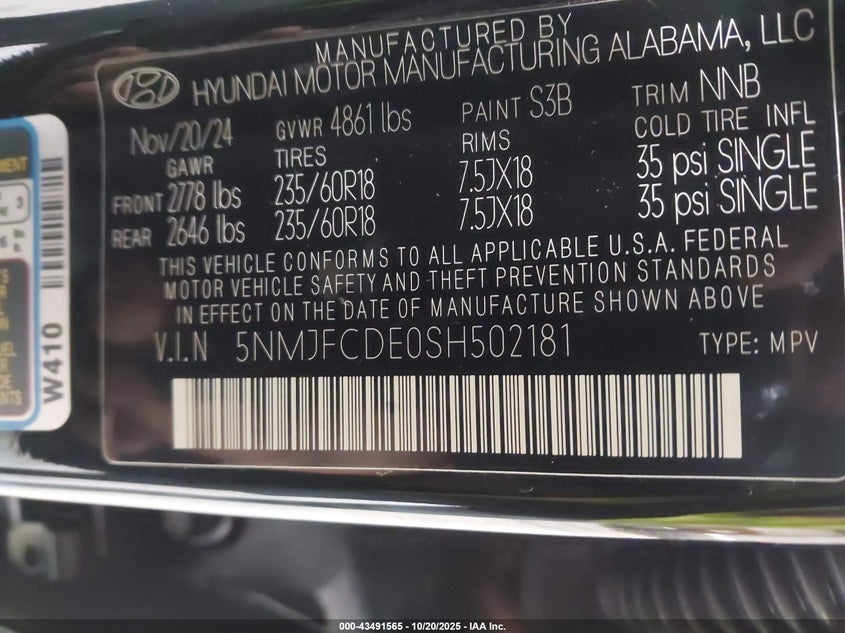 MANUFACTURED BY
HYUNDAI MOTOR MANUFACTURING ALABAMA, LLC
Nov/20/24 GVWR 4861 lbs PAINT S3B TRIM NNB
GAWR TIRES RIMS COLD TIRE INFL
FRONT 2778 lbs 235/60R18 7.5JX18 35 psi SINGLE
REAR 2646 lbs 235/60R18 7.5JX18 35 psi SINGLE
THIS VEHICLE CONFORMS TO ALL APPLICABLE U.S.A. FEDERAL
MOTOR VEHICLE SAFETY AND THEFT PREVENTION STANDARDS
IN EFFECT ON THE DATE OF MANUFACTURE SHOWN ABOVE
V.I.N 5NMJFCDE0SH502181 TYPE: MPV
W410
3
000-43491565 - 10/20/2025 - IAA Inc.